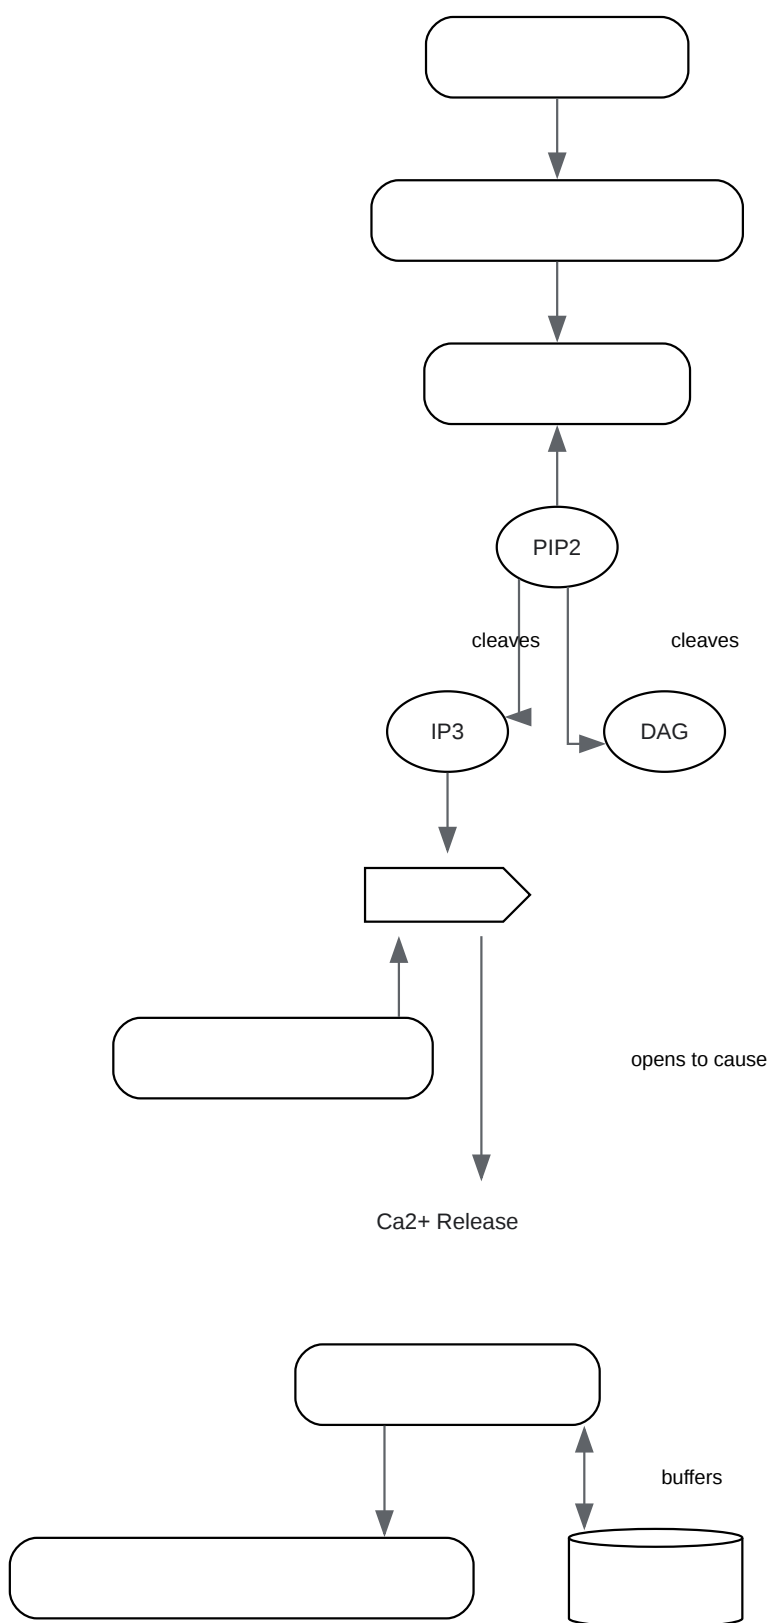 PIP2
cleaves
cleaves
IP3
DAG
opens to cause
Ca2+ Release
buffers